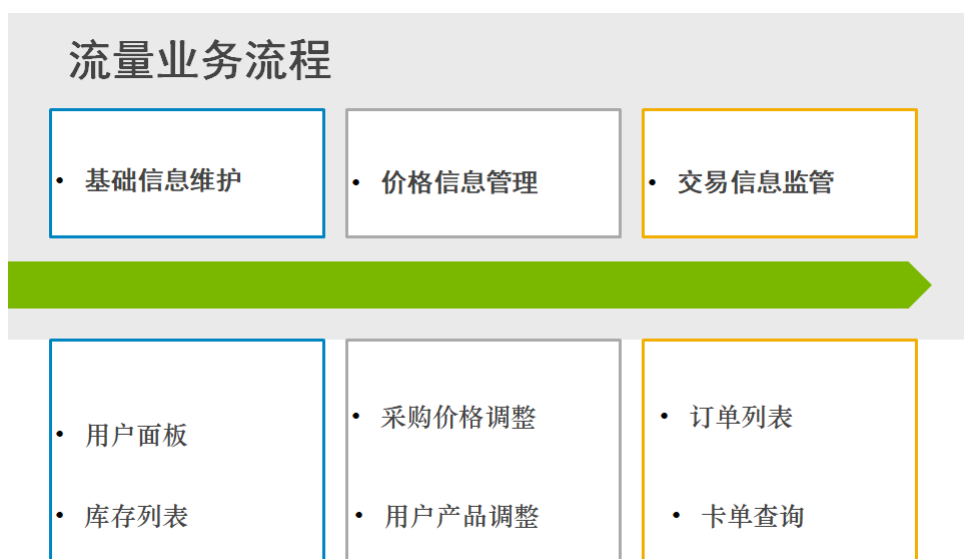 流量业务流程
• 基础信息维护
• 价格信息管理
• 交易信息监管
• 用户面板
• 库存列表
• 采购价格调整
• 用户产品调整
• 订单列表
• 卡单查询